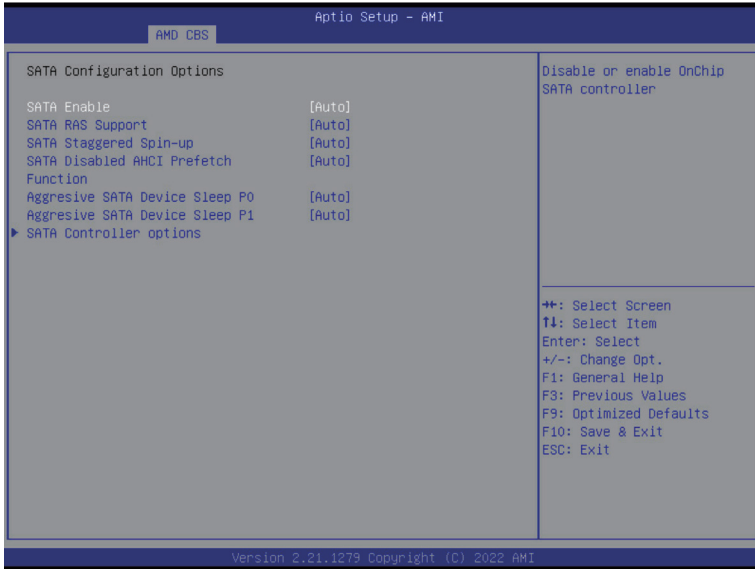 Aptio Setup – AMI
AMD CBS
SATA Configuration Options
SATA Enable [Auto]
SATA RAS Support [Auto]
SATA Staggered Spin-up [Auto]
SATA Disabled AHCI Prefetch [Auto]
Function
Aggresive SATA Device Sleep P0 [Auto]
Aggresive SATA Device Sleep P1 [Auto]
▶ SATA Controller options
Disable or enable OnChip
SATA controller
→←: Select Screen
↑↓: Select Item
Enter: Select
+/-: Change Opt.
F1: General Help
F3: Previous Values
F9: Optimized Defaults
F10: Save & Exit
ESC: Exit
Version 2.21.1279 Copyright (C) 2022 AMI